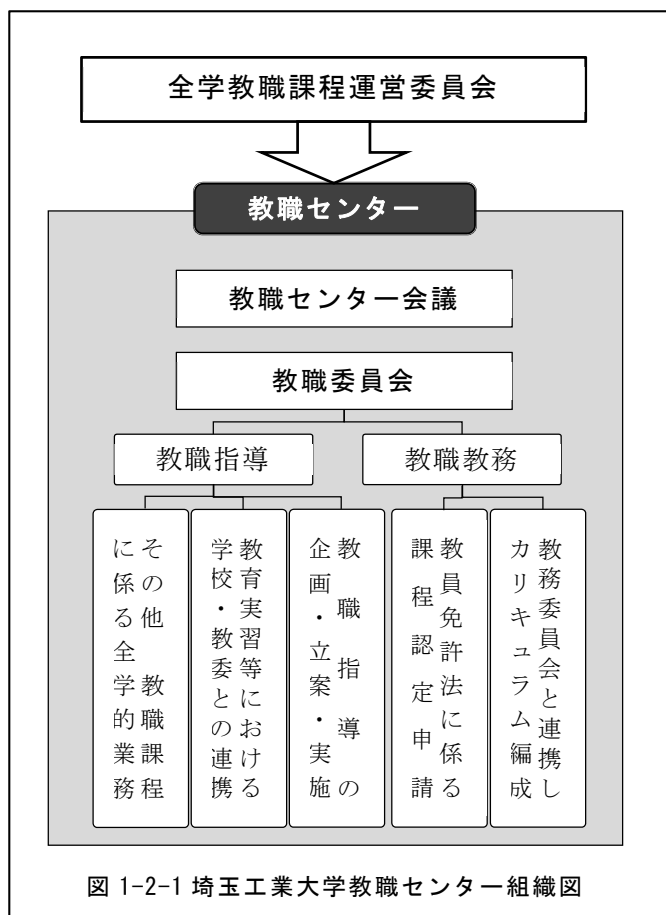 全学教職課程運営委員会
教職センター
教職センター会議
教職委員会
教職指導
教職教務
その他 教職課程
に係る全学的業務
教育実習等における
学校・教委との連携
教職指導の
企画・立案・実施
教員免許法に係る
課程認定申請
教務委員会と連携し
カリキュラム編成
図 1-2-1 埼玉工業大学教職センター組織図